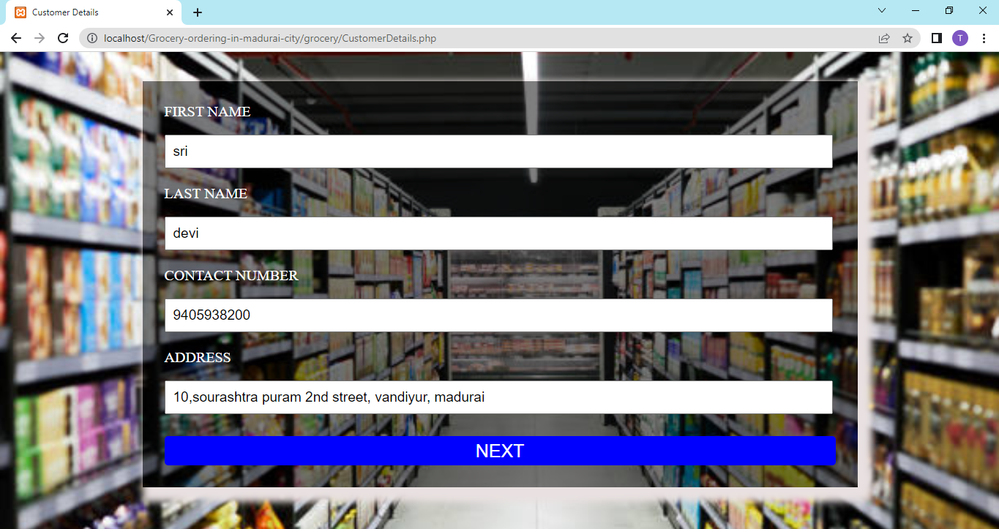 Customer Details
localhost/Grocery-ordering-in-madurai-city/grocery/CustomerDetails.php
T
FIRST NAME
sri
LAST NAME
devi
CONTACT NUMBER
9405938200
ADDRESS
10,sourashtra puram 2nd street, vandiyur, madurai
NEXT